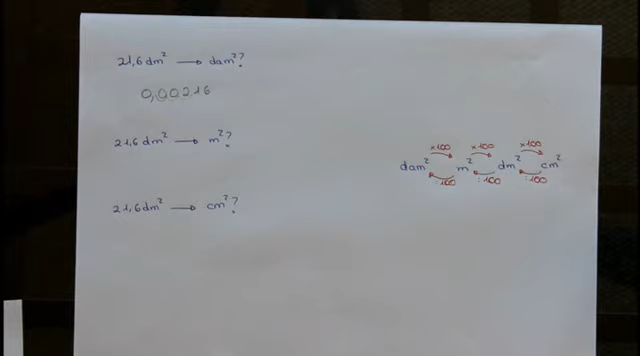 21,6 dm² → dam²?
0,00216
21,6 dm² → m²?
21,6 dm² → cm²?
×100 ×100 ×100
dam² m² dm² cm²
:100 :100 :100